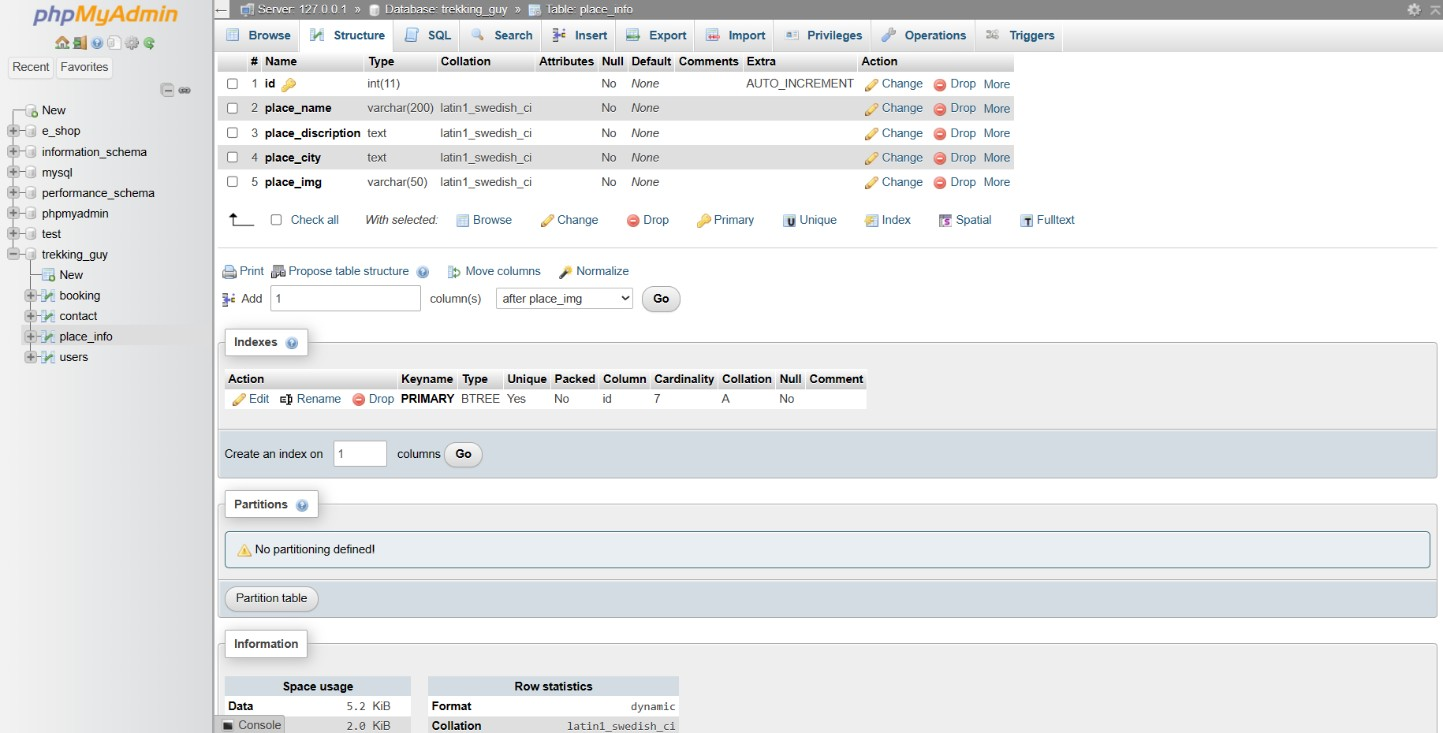 phpMyAdmin
Recent Favorites
New
e_shop
information_schema
mysql
performance_schema
phpmyadmin
test
trekking_guy
New
booking
contact
place_info
users
Server: 127.0.0.1 » Database: trekking_guy » Table: place_info
Browse Structure SQL Search Insert Export Import Privileges Operations Triggers
# Name Type Collation Attributes Null Default Comments Extra Action
1 id int(11) No None AUTO_INCREMENT Change Drop More
2 place_name varchar(200) latin1_swedish_ci No None Change Drop More
3 place_discription text latin1_swedish_ci No None Change Drop More
4 place_city text latin1_swedish_ci No None Change Drop More
5 place_img varchar(50) latin1_swedish_ci No None Change Drop More
Check all With selected: Browse Change Drop Primary Unique Index Spatial Fulltext
Print Propose table structure Move columns Normalize
Add 1 column(s) after place_img Go
Indexes
Action Keyname Type Unique Packed Column Cardinality Collation Null Comment
Edit Rename Drop PRIMARY BTREE Yes No id 7 A No
Create an index on 1 columns Go
Partitions
No partitioning defined!
Partition table
Information
Space usage Row statistics
Data 5.2 KiB Format dynamic
Console 2.0 KiB Collation latin1_swedish_ci